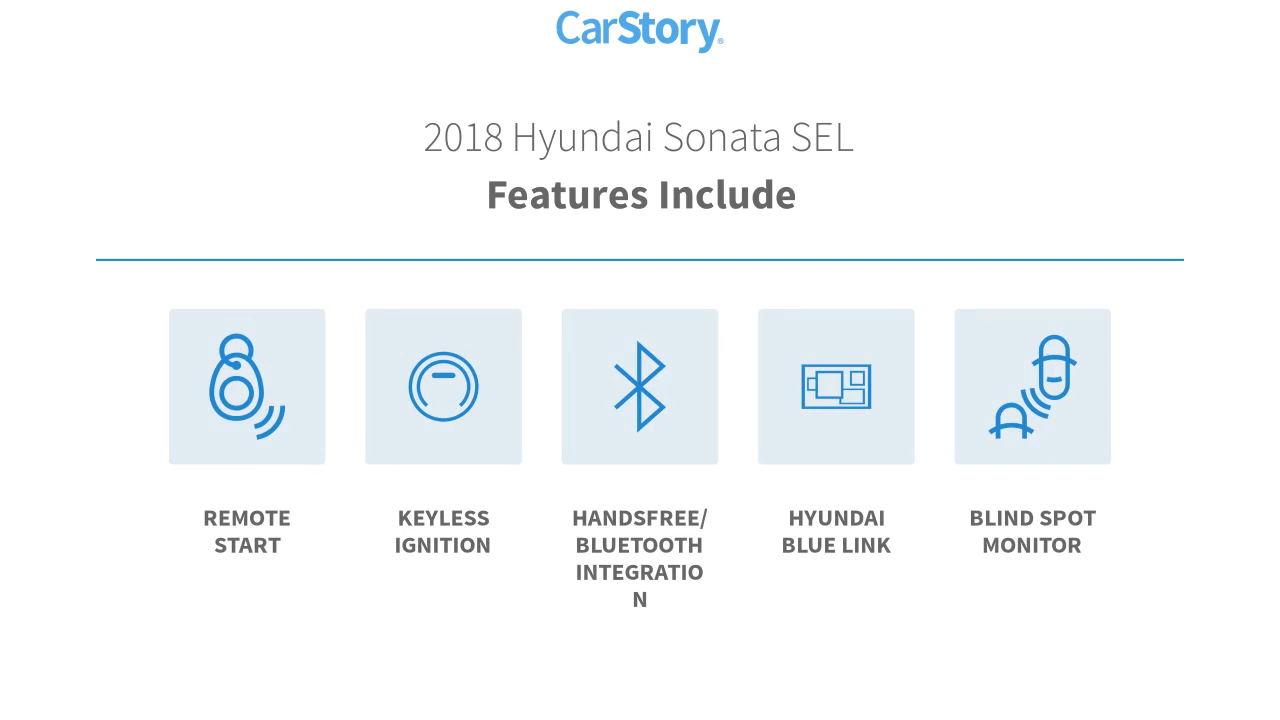 CarStory®
2018 Hyundai Sonata SEL
Features Include
REMOTE
START
KEYLESS
IGNITION
HANDSFREE/
BLUETOOTH
INTEGRATIO
N
HYUNDAI
BLUE LINK
BLIND SPOT
MONITOR